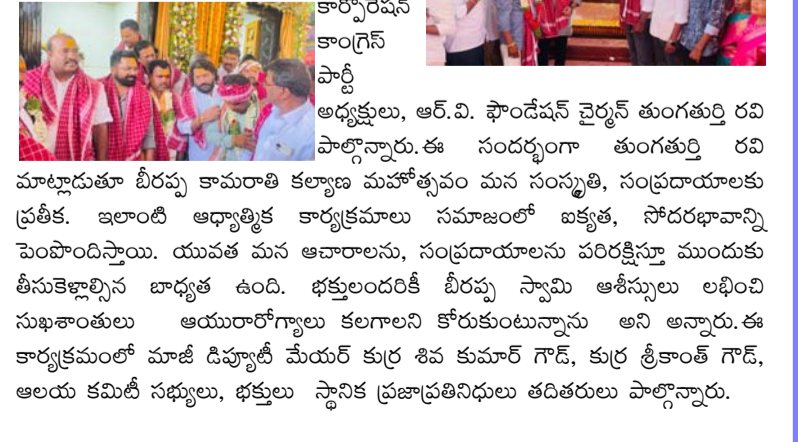 కార్పొరేషన్
కాంగ్రెస్
పార్టీ
అధ్యక్షులు, ఆర్.వి. ఫౌండేషన్ చైర్మన్ తుంగతుర్తి రవి
పాల్గొన్నారు.ఈ సందర్భంగా తుంగతుర్తి రవి
మాట్లాడుతూ బీరప్ప కామరాతి కల్యాణ మహోత్సవం మన సంస్కృతి, సంప్రదాయాలకు
ప్రతీక. ఇలాంటి ఆధ్యాత్మిక కార్యక్రమాలు సమాజంలో ఐక్యత, సోదరభావాన్ని
పెంపొందిస్తాయి. యువత మన ఆచారాలను, సంప్రదాయాలను పరిరక్షిస్తూ ముందుకు
తీసుకెళ్లాల్సిన బాధ్యత ఉంది. భక్తులందరికీ బీరప్ప స్వామి ఆశీస్సులు లభించి
సుఖశాంతులు ఆయురారోగ్యాలు కలగాలని కోరుకుంటున్నాను అని అన్నారు.ఈ
కార్యక్రమంలో మాజీ డిప్యూటీ మేయర్ కుర్ర శివ కుమార్ గౌడ్, కుర్ర శ్రీకాంత్ గౌడ్,
ఆలయ కమిటీ సభ్యులు, భక్తులు స్థానిక ప్రజాప్రతినిధులు తదితరులు పాల్గొన్నారు.